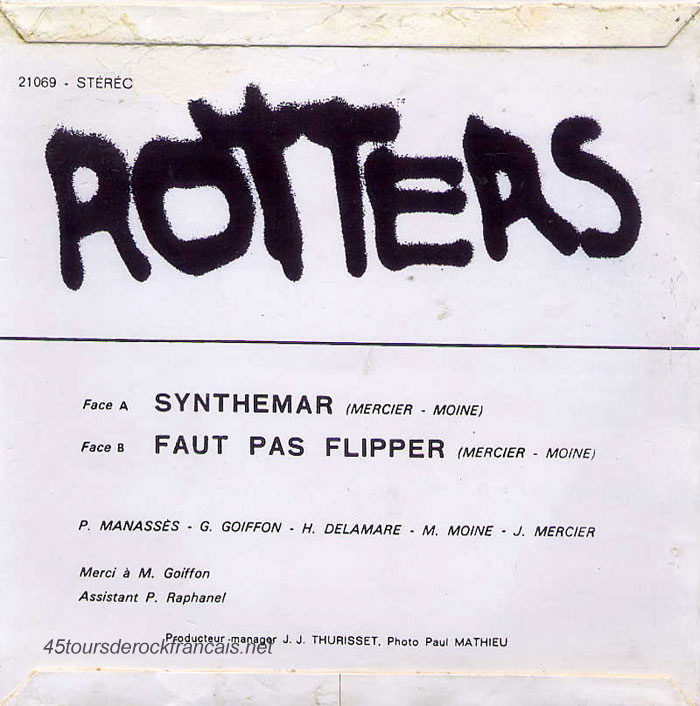 21069 - STÉRÉC
ROTTERS
Face A SYNTHEMAR (MERCIER - MOINE)
Face B FAUT PAS FLIPPER (MERCIER - MOINE)
P. MANASSÈS - G. GOIFFON - H. DELAMARE - M. MOINE - J. MERCIER
Merci à M. Goiffon
Assistant P. Raphanel
Producteur-manager J. J. THURISSET, Photo Paul MATHIEU
45toursderockfrancais.net